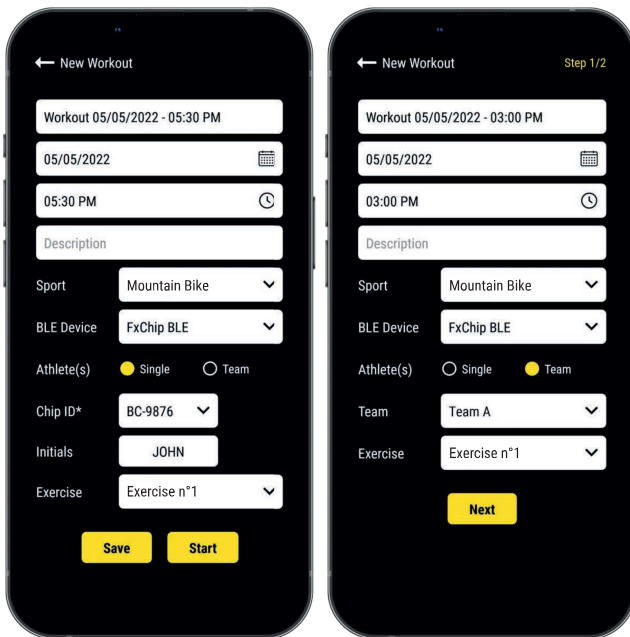 New Workout
Workout 05/05/2022 - 05:30 PM
05/05/2022
05:30 PM
Description
Sport Mountain Bike
BLE Device FxChip BLE
Athlete(s) Single Team
Chip ID* BC-9876
Initials JOHN
Exercise Exercise n°1
Save Start
New Workout Step 1/2
Workout 05/05/2022 - 03:00 PM
05/05/2022
03:00 PM
Description
Sport Mountain Bike
BLE Device FxChip BLE
Athlete(s) Single Team
Team Team A
Exercise Exercise n°1
Next